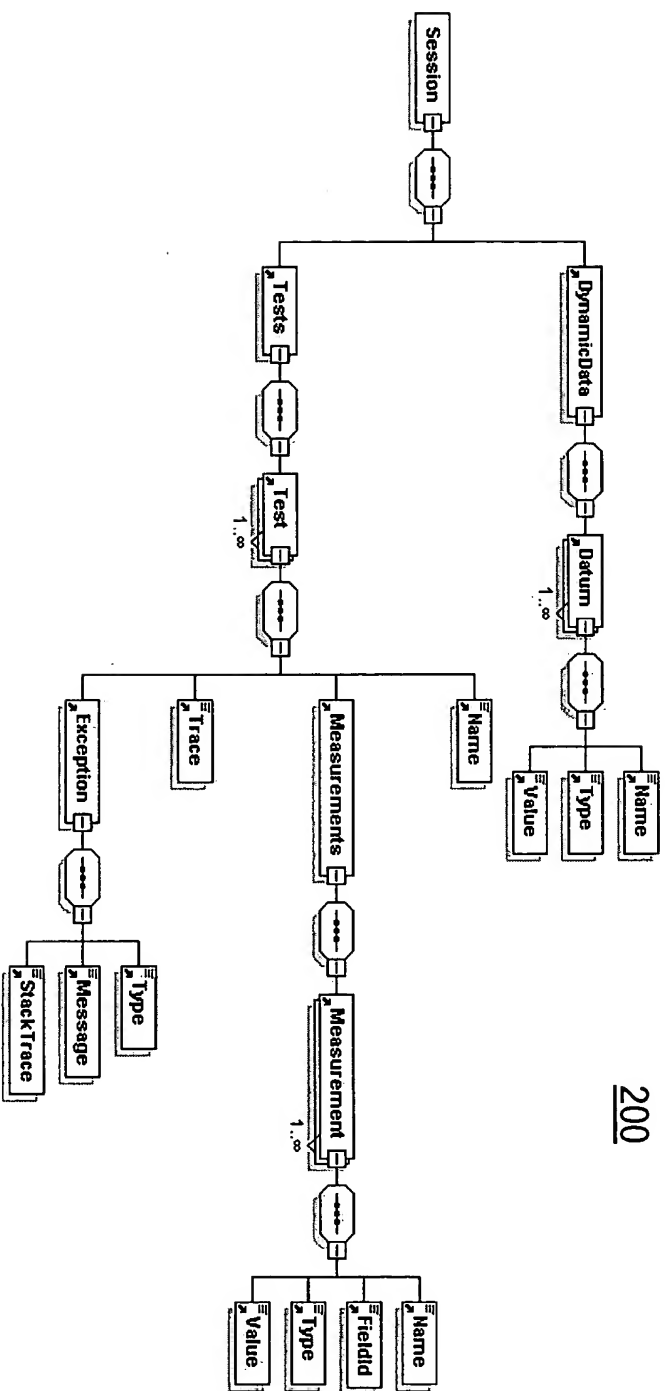 200
Session
DynamicData
Datum
1..∞
Name
Type
Value
Tests
Test
1..∞
Name
Measurements
Measurement
1..∞
Name
FieldId
Type
Value
Trace
Exception
Type
Message
StackTrace